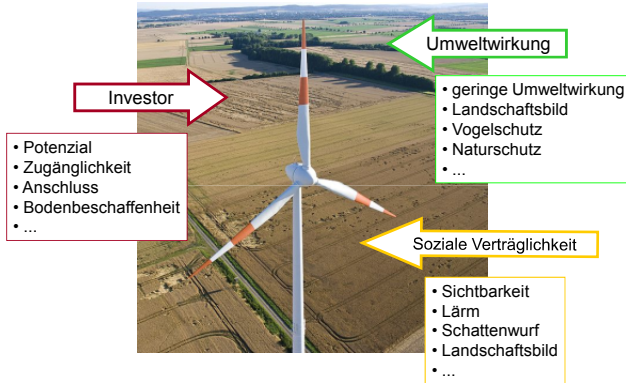 Umweltwirkung
• geringe Umweltwirkung
• Landschaftsbild
• Vogelschutz
• Naturschutz
• ...
Investor
• Potenzial
• Zugänglichkeit
• Anschluss
• Bodenbeschaffenheit
• ...
Soziale Verträglichkeit
• Sichtbarkeit
• Lärm
• Schattenwurf
• Landschaftsbild
• ...